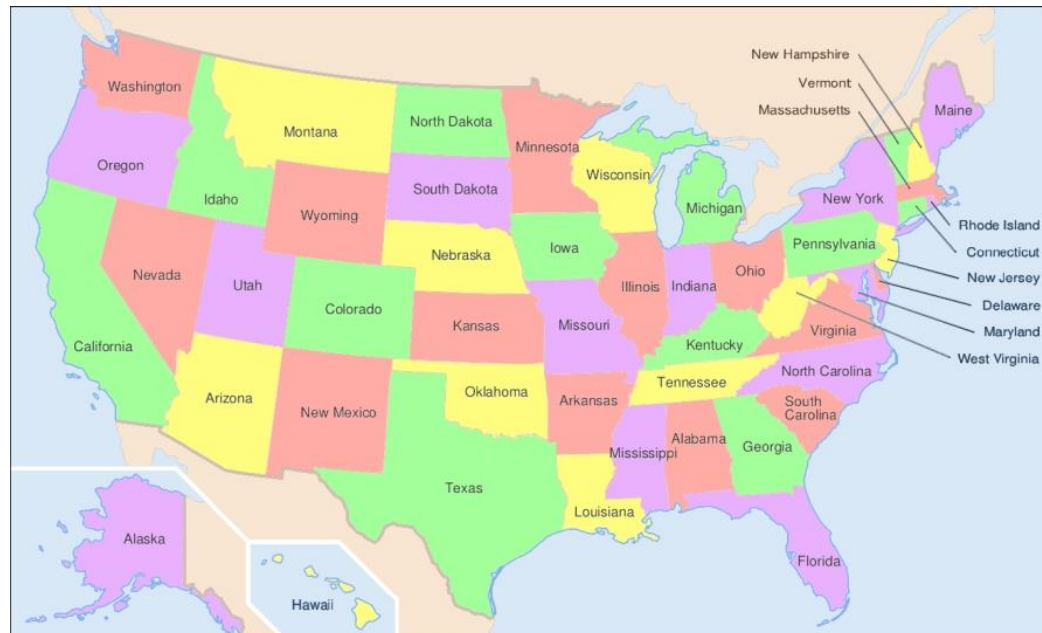 New Hampshire
Vermont
Massachusetts
Washington
Montana
North Dakota
Minnesota
Maine
Oregon
Idaho
Wyoming
South Dakota
Wisconsin
Michigan
New York
Rhode Island
Connecticut
New Jersey
Delaware
Maryland
West Virginia
Nevada
Utah
Colorado
Nebraska
Iowa
Illinois
Indiana
Ohio
Pennsylvania
California
Kansas
Missouri
Kentucky
Virginia
Arizona
New Mexico
Oklahoma
Arkansas
Tennessee
North Carolina
South
Carolina
Texas
Louisiana
Mississippi
Alabama
Georgia
Florida
Alaska
Hawaii